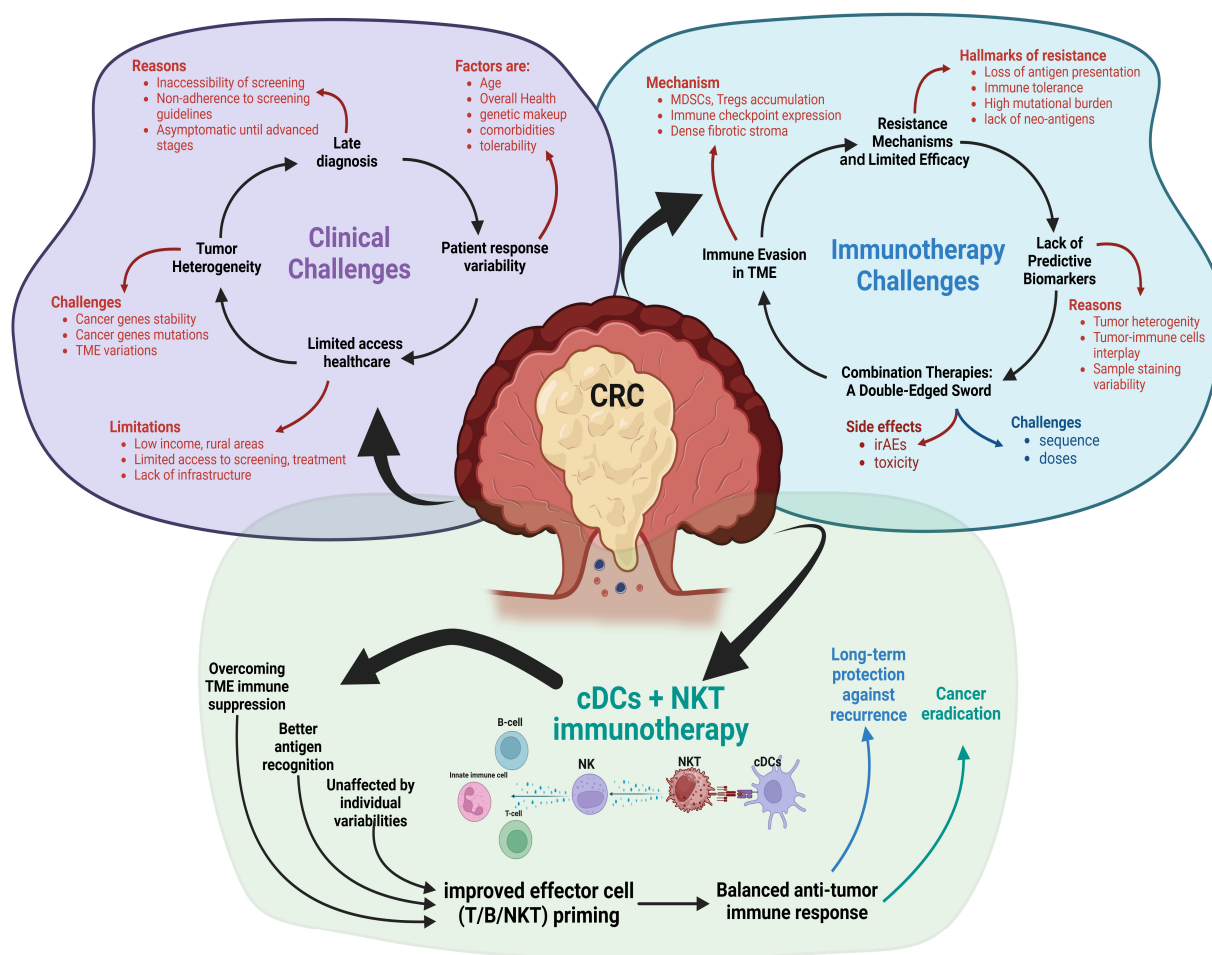 Reasons
• Inaccessibility of screening
• Non-adherence to screening
guidelines
• Asymptomatic until advanced
stages
Late
diagnosis
Factors are:
• Age
• Overall Health
• genetic makeup
• comorbidities
• tolerability
Clinical
Challenges
Tumor
Heterogeneity
Patient response
variability
Challenges
• Cancer genes stability
• Cancer genes mutations
• TME variations
Limited access
healthcare
Limitations
• Low income, rural areas
• Limited access to screening, treatment
• Lack of infrastructure
Mechanism
• MDSCs, Tregs accumulation
• Immune checkpoint expression
• Dense fibrotic stroma
Hallmarks of resistance
• Loss of antigen presentation
• Immune tolerance
• High mutational burden
• lack of neo-antigens
Resistance
Mechanisms
and Limited Efficacy
Immune Evasion
in TME
Immunotherapy
Challenges
Lack of
Predictive
Biomarkers
Reasons
• Tumor heterogenity
• Tumor-immune cells
interplay
• Sample staining
variability
Combination Therapies:
A Double-Edged Sword
Side effects
• irAEs
• toxicity
Challenges
• sequence
• doses
CRC
Overcoming
TME immune
suppression
Better
antigen
recognition
Unaffected by
individual
variabilities
cDCs + NKT
immunotherapy
B-cell
Innate immune cell
T-cell
NK
NKT
cDCs
Long-term
protection
against
recurrence
Cancer
eradication
improved effector cell
(T/B/NKT) priming
Balanced anti-tumor
immune response